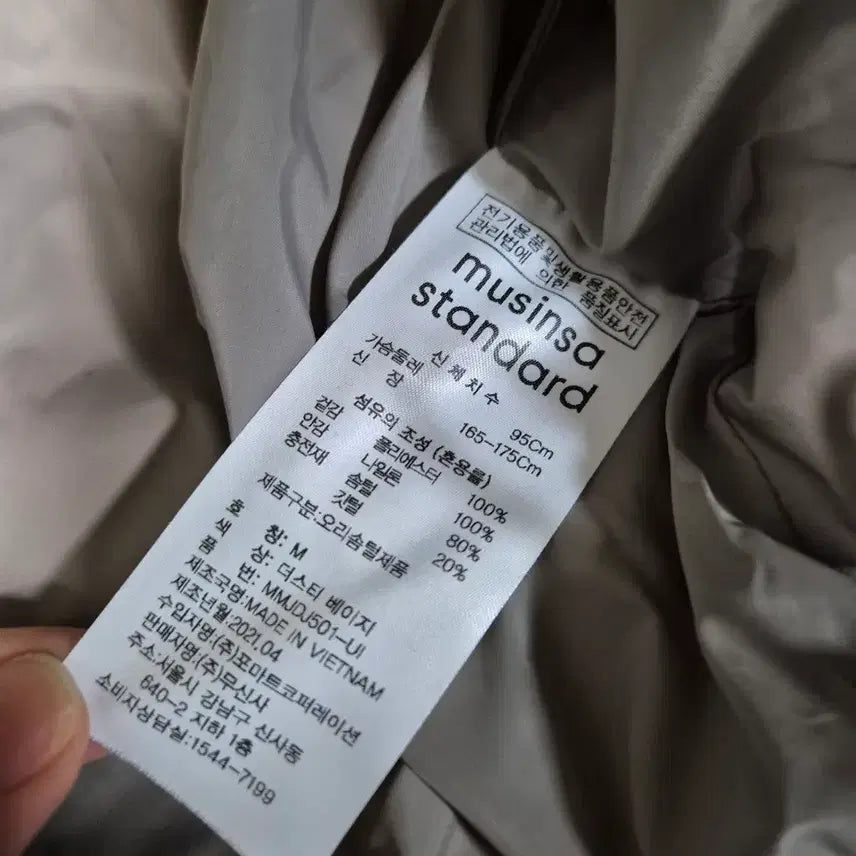 전기용품및생활용품안전
관리법에 의한 품질표시
musinsa
standard
신체치수
가슴둘레 95Cm
신 장 165-175Cm
섬유의 조성 (혼용률)
겉감 폴리에스터 100%
안감 나일론 100%
충전재 솜털 80%
깃털 20%
제품구분:오리솜털제품
호 칭: M
색 상: 더스티 베이지
품 번: MMJDJ501-UI
제조국명:MADE IN VIETNAM
제조년월:2021.04
수입자명:(주)포마트코퍼레이션
판매자명:(주)무신사
주소:서울시 강남구 신사동
640-2 지하 1층
소비자상담실:1544-7199